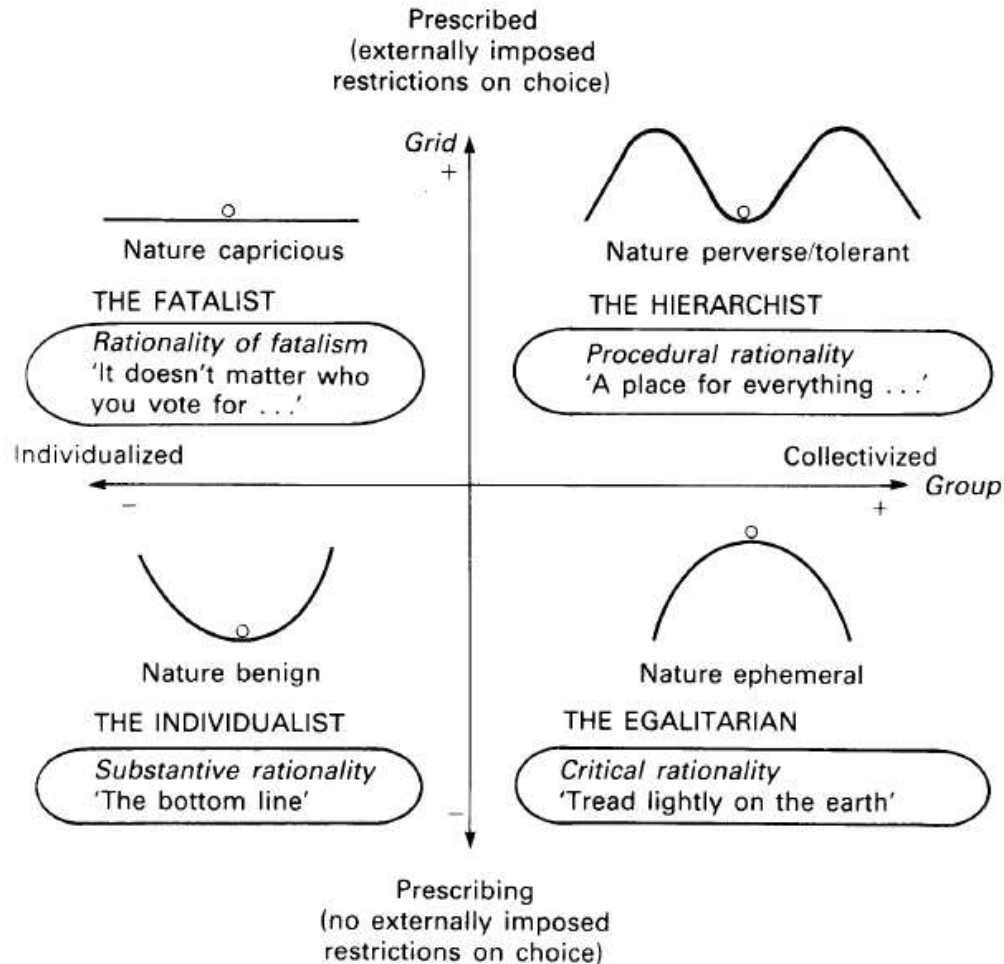 Prescribed
(externally imposed
restrictions on choice)
Grid
+
Nature capricious
Nature perverse/tolerant
THE FATALIST
Rationality of fatalism
'It doesn't matter who
you vote for ...'
THE HIERARCHIST
Procedural rationality
'A place for everything ...'
Individualized
−
Collectivized
Group
+
Nature benign
Nature ephemeral
THE INDIVIDUALIST
Substantive rationality
'The bottom line'
THE EGALITARIAN
Critical rationality
'Tread lightly on the earth'
−
Prescribing
(no externally imposed
restrictions on choice)